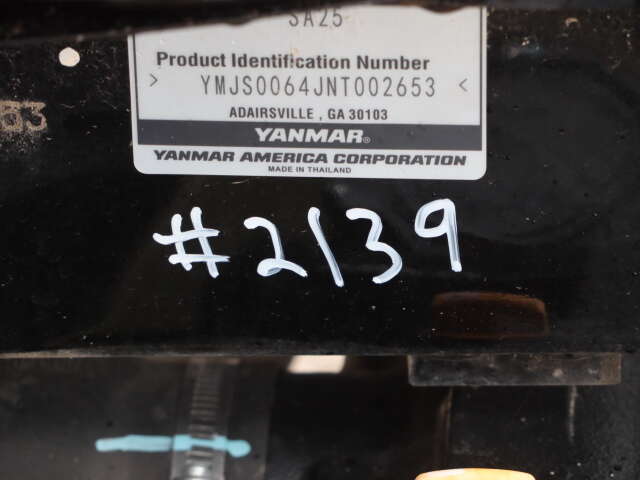 SA25
Product Identification Number
> YMJS0064JNT002653 <
ADAIRSVILLE , GA 30103
YANMAR®
YANMAR AMERICA CORPORATION
MADE IN THAILAND
#2139